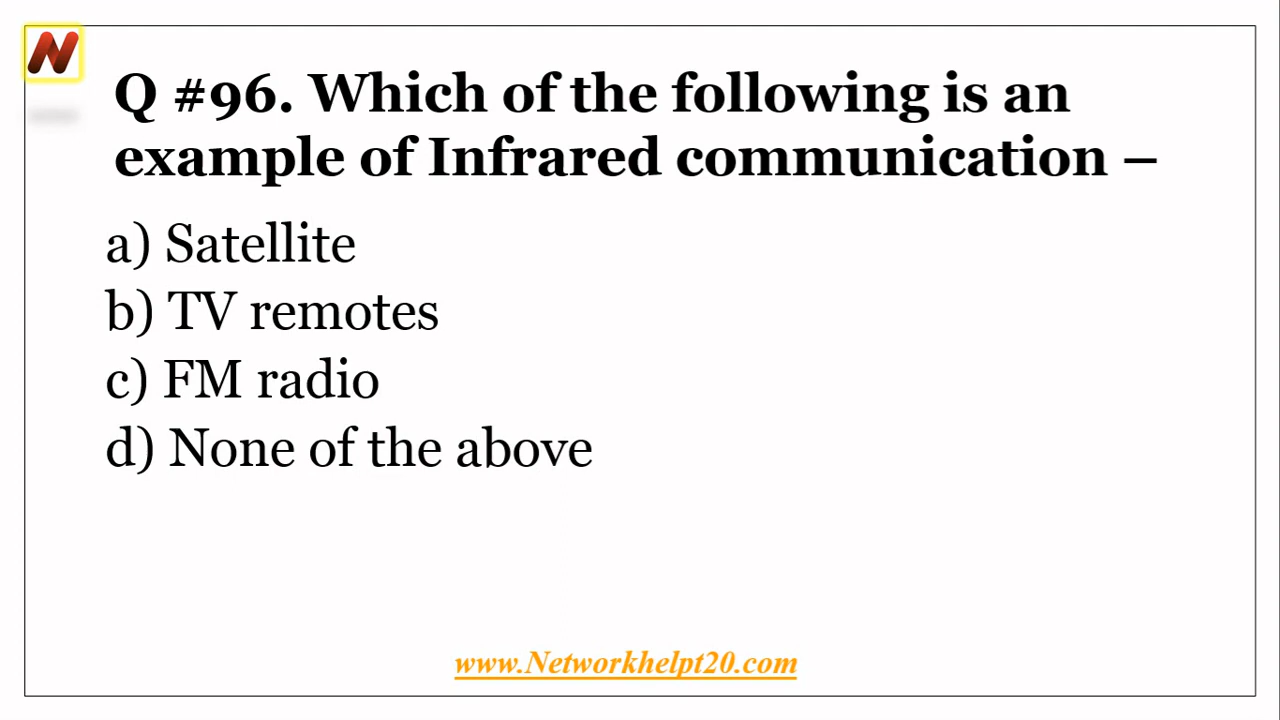 N
Q #96. Which of the following is an
example of Infrared communication –
a) Satellite
b) TV remotes
c) FM radio
d) None of the above
www.Networkhelpt20.com